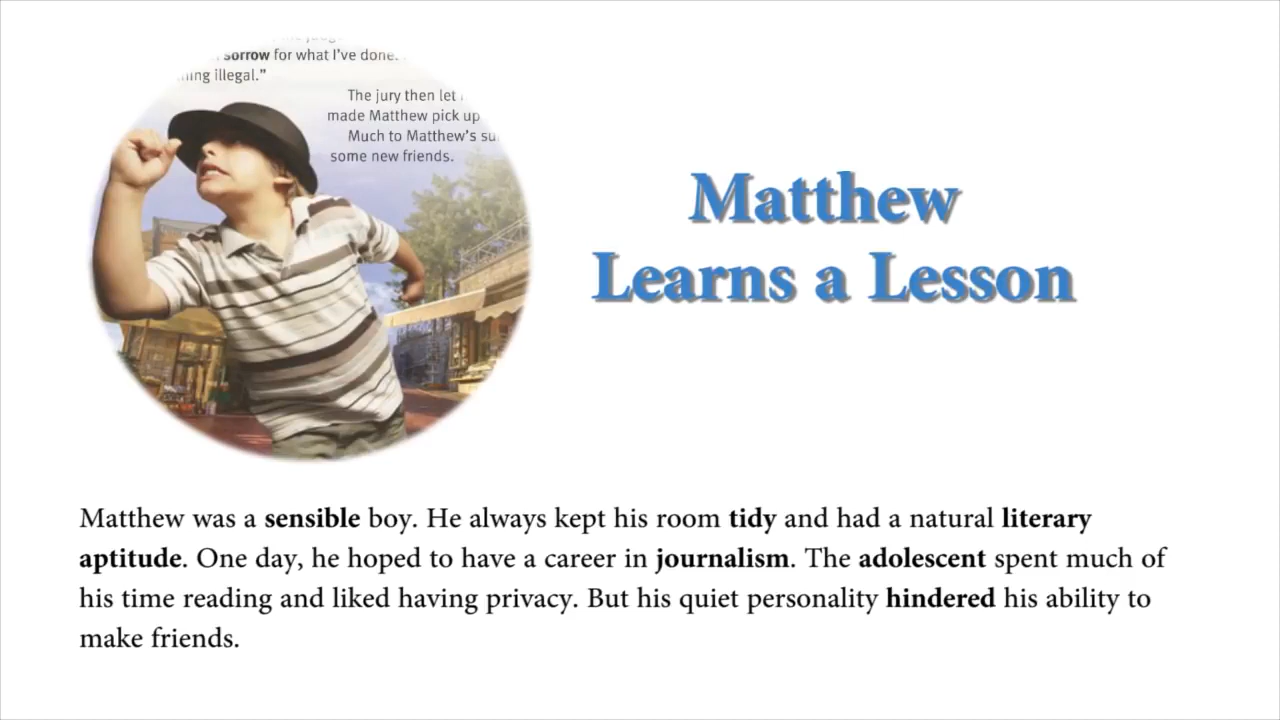 sorrow for what I've done.
illegal.”
The jury then let
made Matthew pick up
Much to Matthew's
some new friends.
Matthew
Learns a Lesson
Matthew was a sensible boy. He always kept his room tidy and had a natural literary
aptitude. One day, he hoped to have a career in journalism. The adolescent spent much of
his time reading and liked having privacy. But his quiet personality hindered his ability to
make friends.